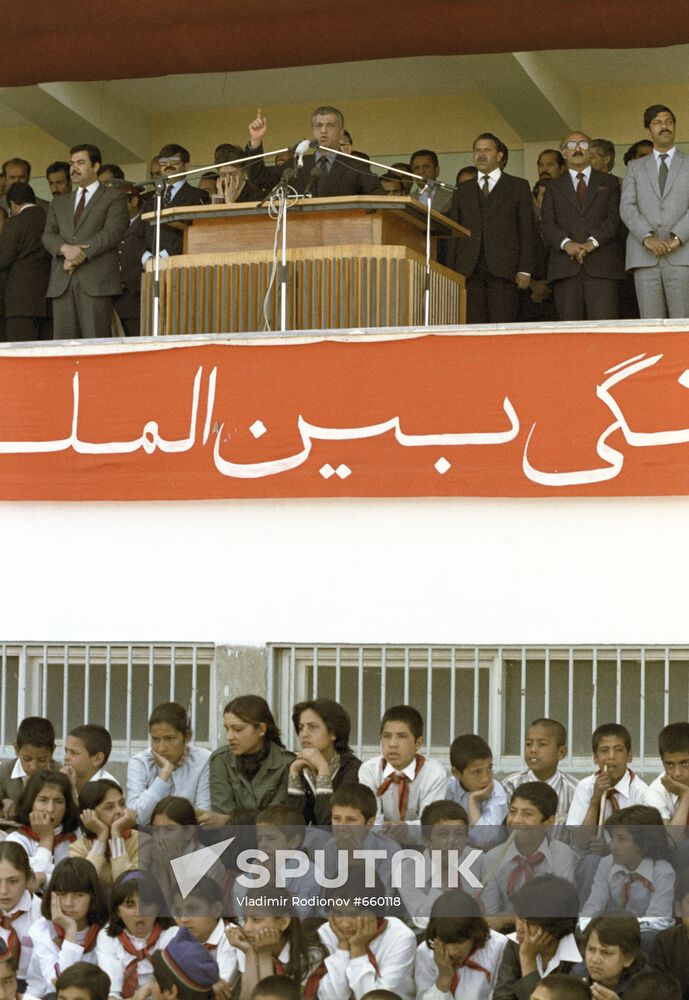 بین المل
SPUTNIK
Vladimir Rodionov #660118